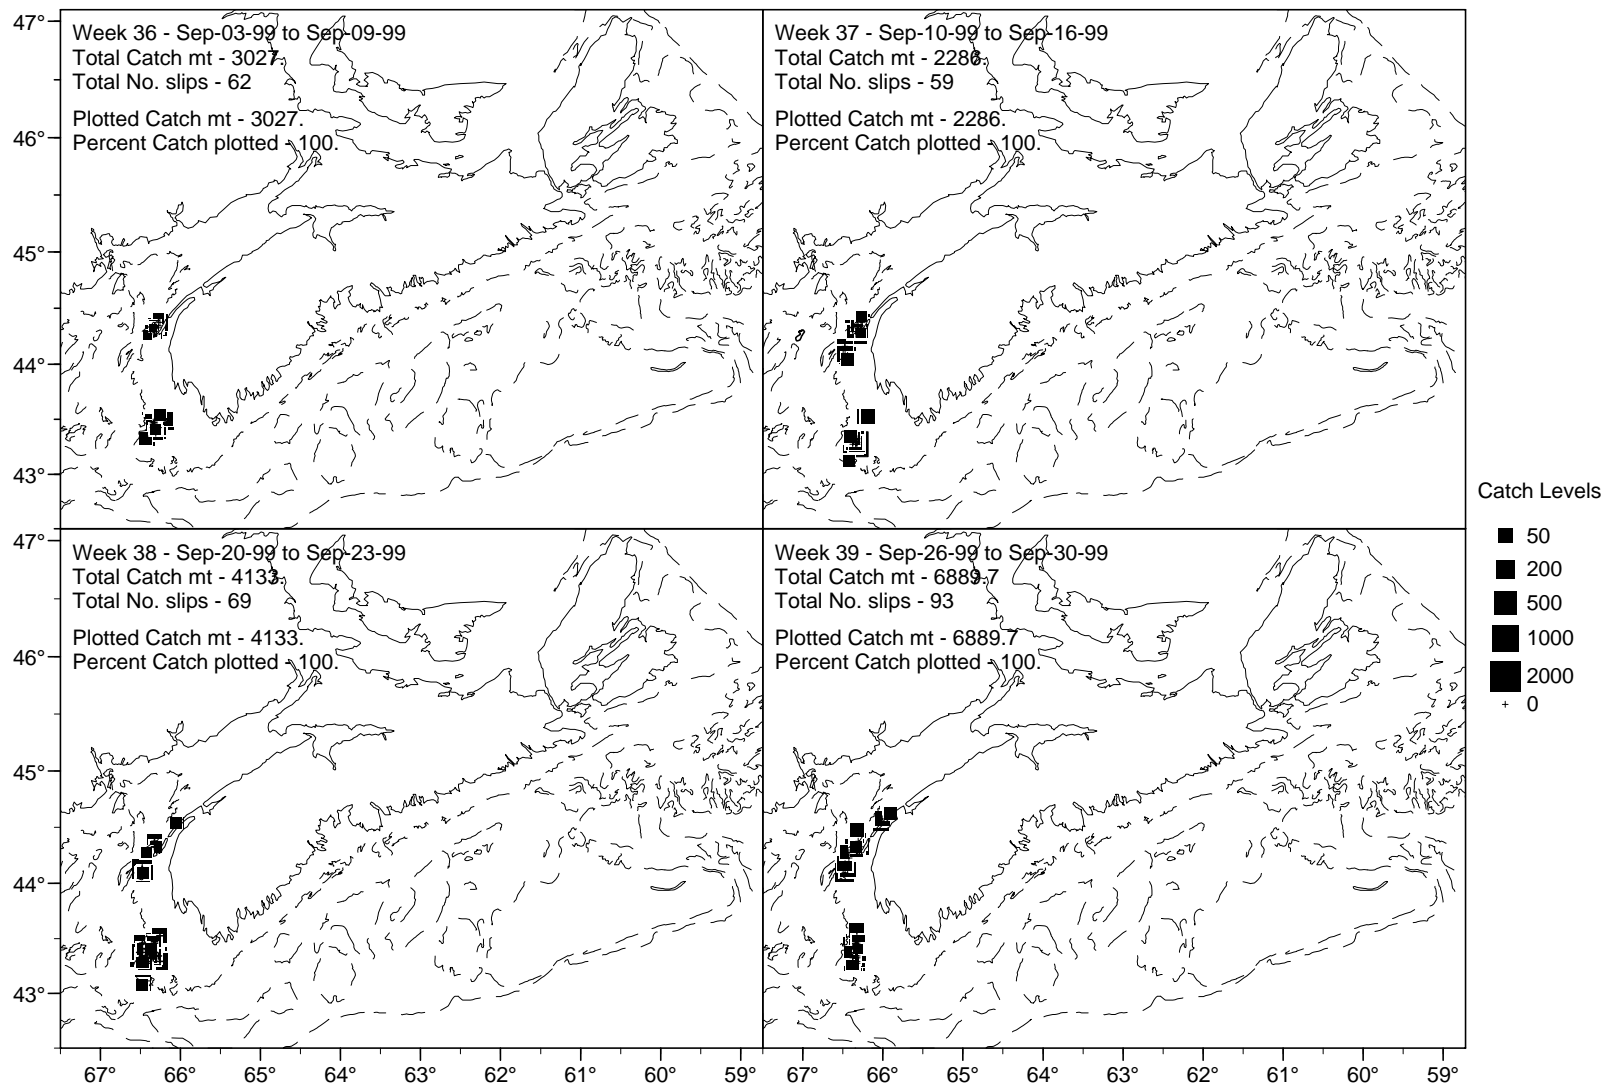 Week 36 - Sep-03-99 to Sep-09-99
Total Catch mt - 3027.
Total No. slips - 62
Plotted Catch mt - 3027.
Percent Catch plotted - 100.
Week 37 - Sep-10-99 to Sep-16-99
Total Catch mt - 2286.
Total No. slips - 59
Plotted Catch mt - 2286.
Percent Catch plotted - 100.
47°
46°
45°
44°
43°
Week 38 - Sep-20-99 to Sep-23-99
Total Catch mt - 4133.
Total No. slips - 69
Plotted Catch mt - 4133.
Percent Catch plotted - 100.
Week 39 - Sep-26-99 to Sep-30-99
Total Catch mt - 6889.7
Total No. slips - 93
Plotted Catch mt - 6889.7
Percent Catch plotted - 100.
47°
46°
45°
44°
43°
67° 66° 65° 64° 63° 62° 61° 60° 59°
67° 66° 65° 64° 63° 62° 61° 60° 59°
Catch Levels
50
200
500
1000
2000
0